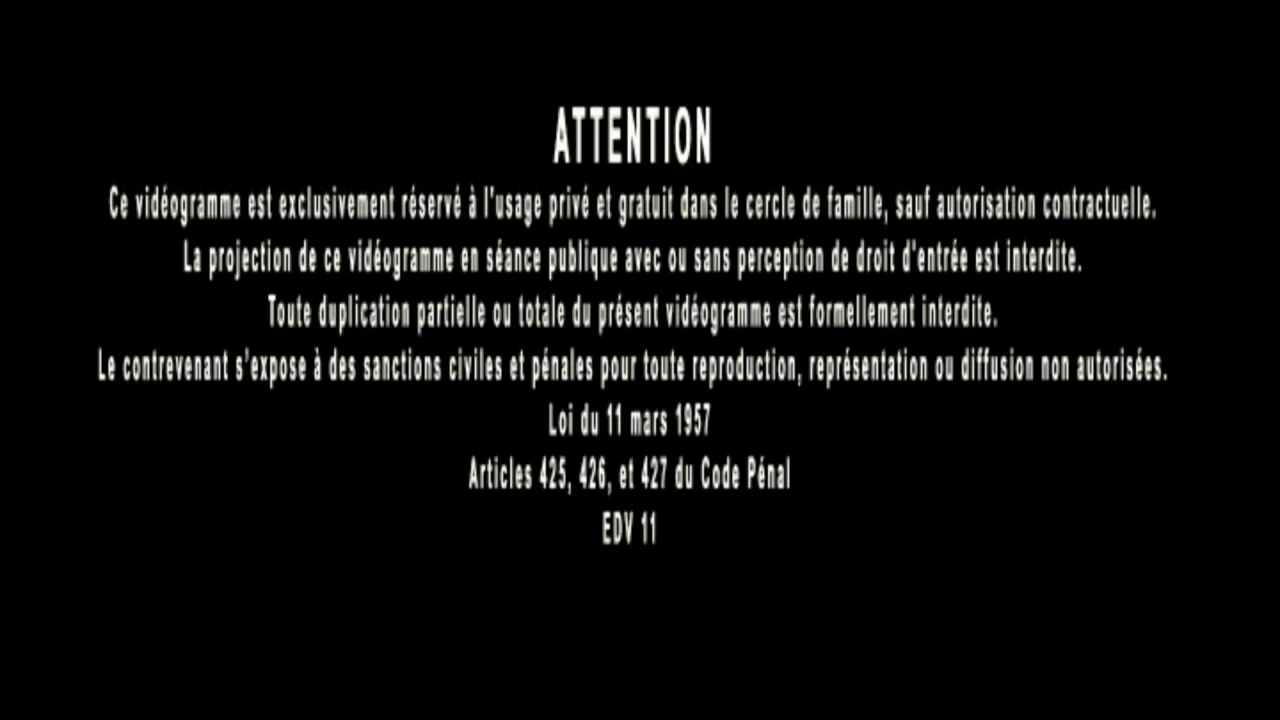 ATTENTION
Ce vidéogramme est exclusivement réservé à l'usage privé et gratuit dans le cercle de famille, sauf autorisation contractuelle.
La projection de ce vidéogramme en séance publique avec ou sans perception de droit d'entrée est interdite.
Toute duplication partielle ou totale du présent vidéogramme est formellement interdite.
Le contrevenant s'expose à des sanctions civiles et pénales pour toute reproduction, représentation ou diffusion non autorisées.
Loi du 11 mars 1957
Articles 425, 426, et 427 du Code Pénal
EDV 11